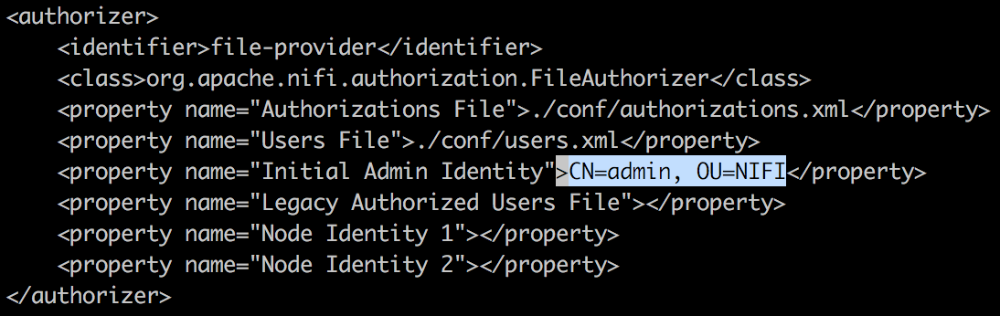 <authorizer>
    <identifier>file-provider</identifier>
    <class>org.apache.nifi.authorization.FileAuthorizer</class>
    <property name="Authorizations File">./conf/authorizations.xml</property>
    <property name="Users File">./conf/users.xml</property>
    <property name="Initial Admin Identity">CN=admin, OU=NIFI</property>
    <property name="Legacy Authorized Users File"></property>
    <property name="Node Identity 1"></property>
    <property name="Node Identity 2"></property>
</authorizer>